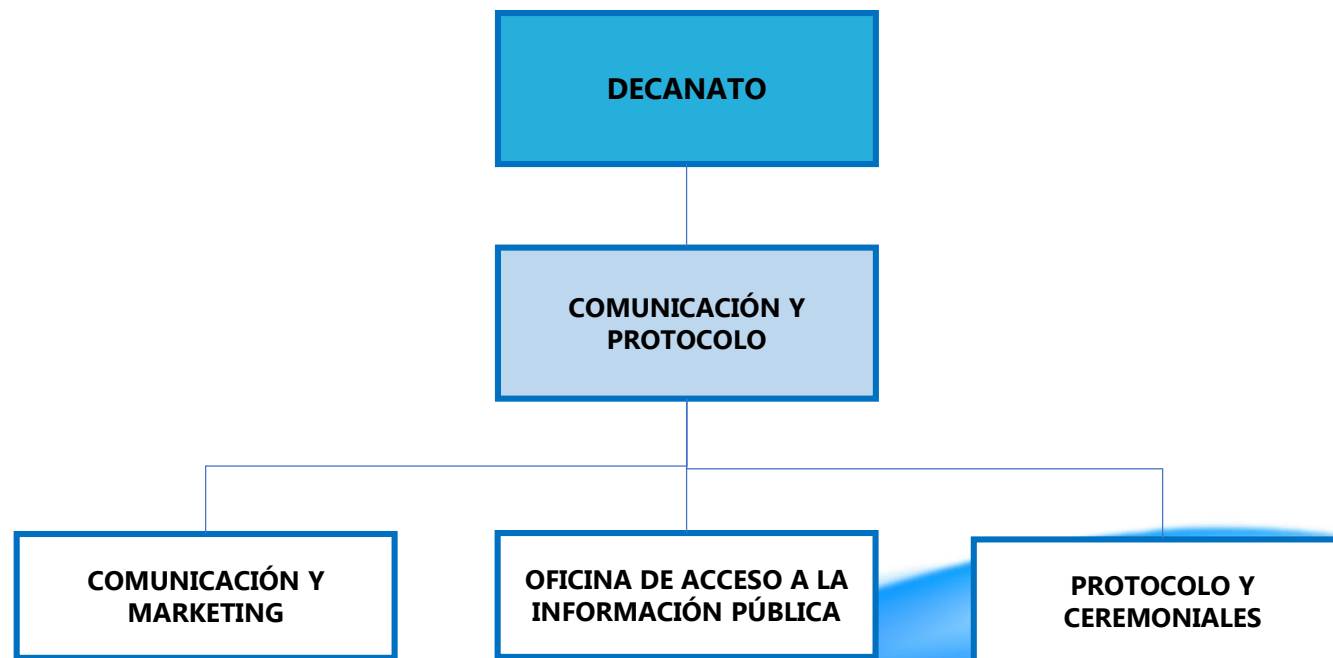 DECANATO
COMUNICACIÓN Y
PROTOCOLO
COMUNICACIÓN Y
MARKETING
OFICINA DE ACCESO A LA
INFORMACIÓN PÚBLICA
PROTOCOLO Y
CEREMONIALES